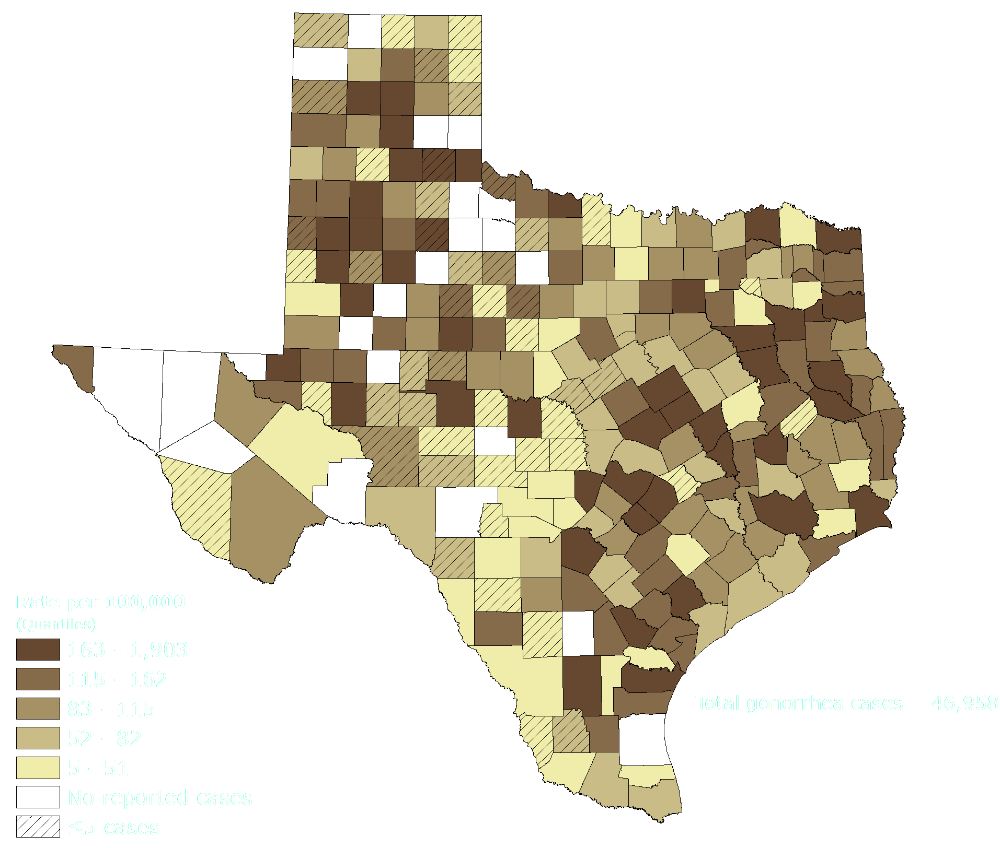 Rate per 100,000
(Quantiles)
163 - 1,903
115 - 162
83 - 115
52 - 82
5 - 51
No reported cases
≤5 cases
Total gonorrhea cases = 46,958